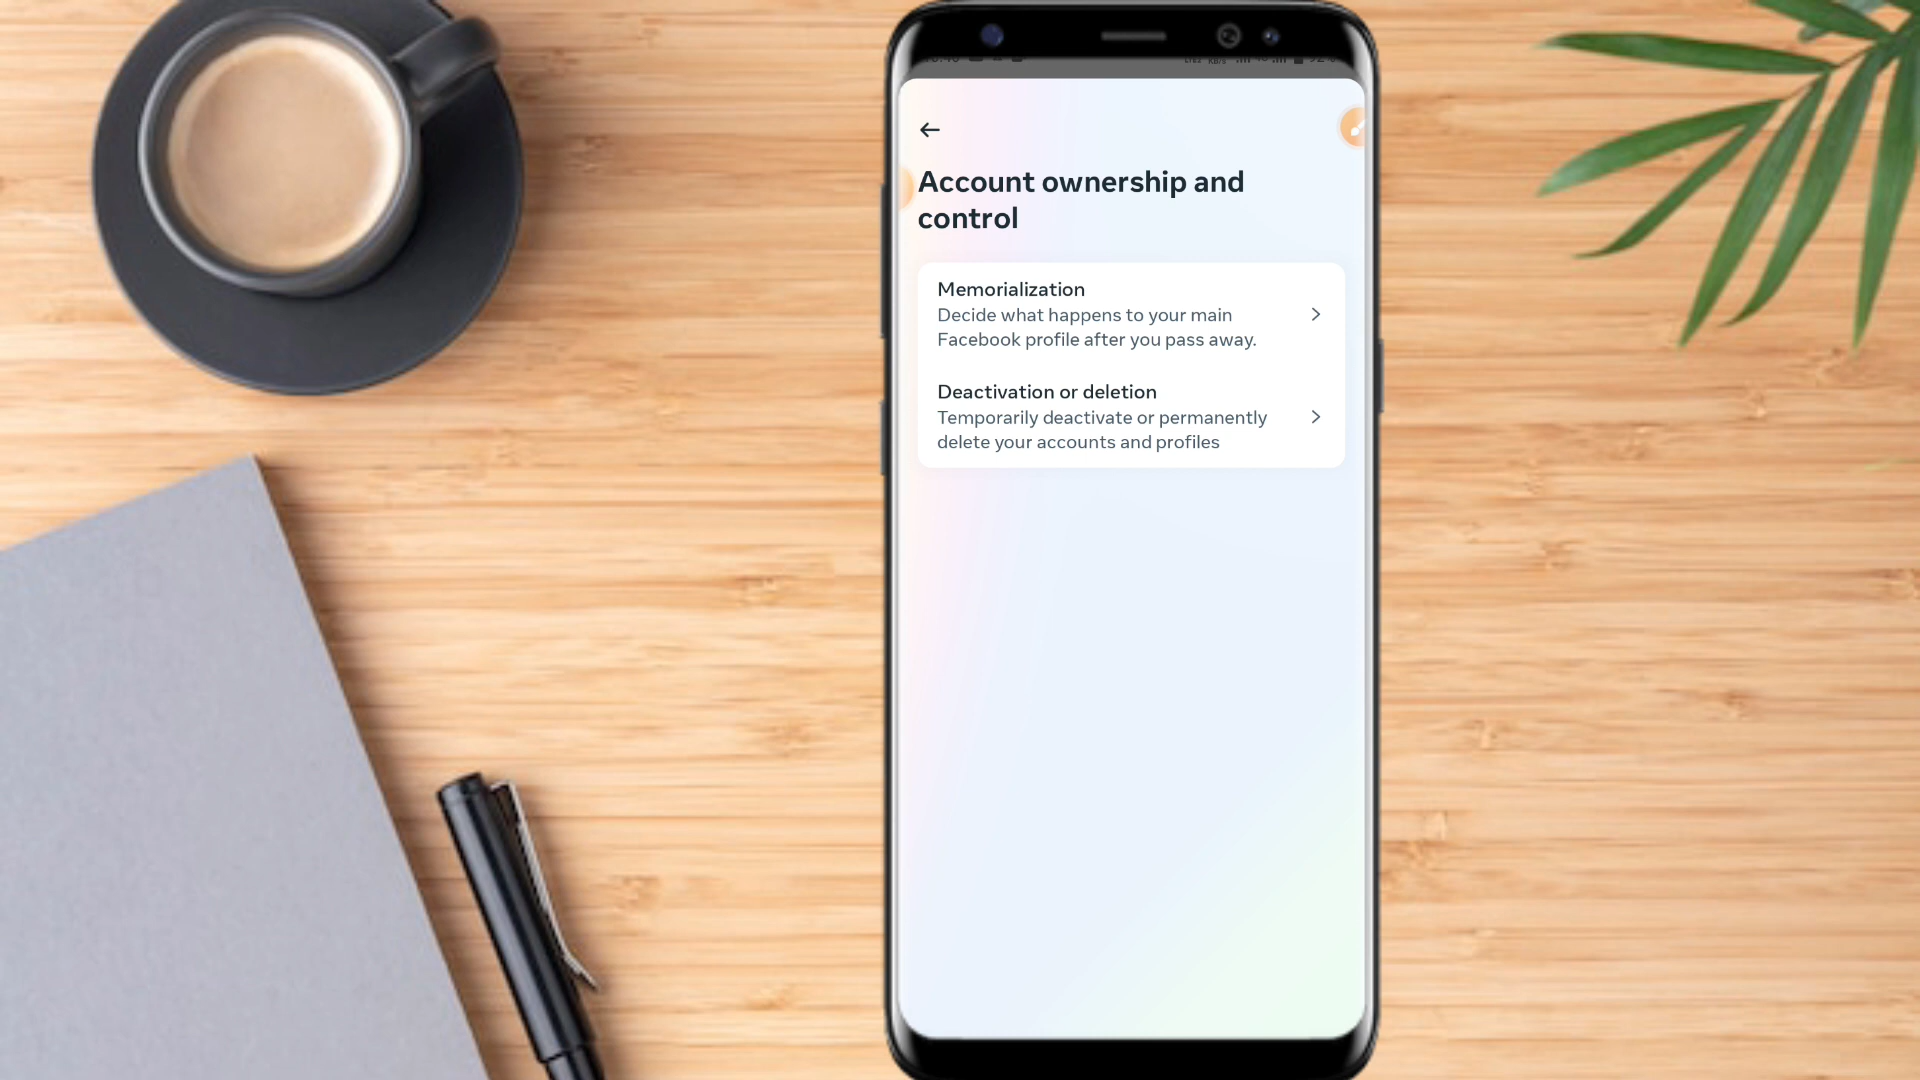 Account ownership and
control
Memorialization
Decide what happens to your main
Facebook profile after you pass away.
Deactivation or deletion
Temporarily deactivate or permanently
delete your accounts and profiles